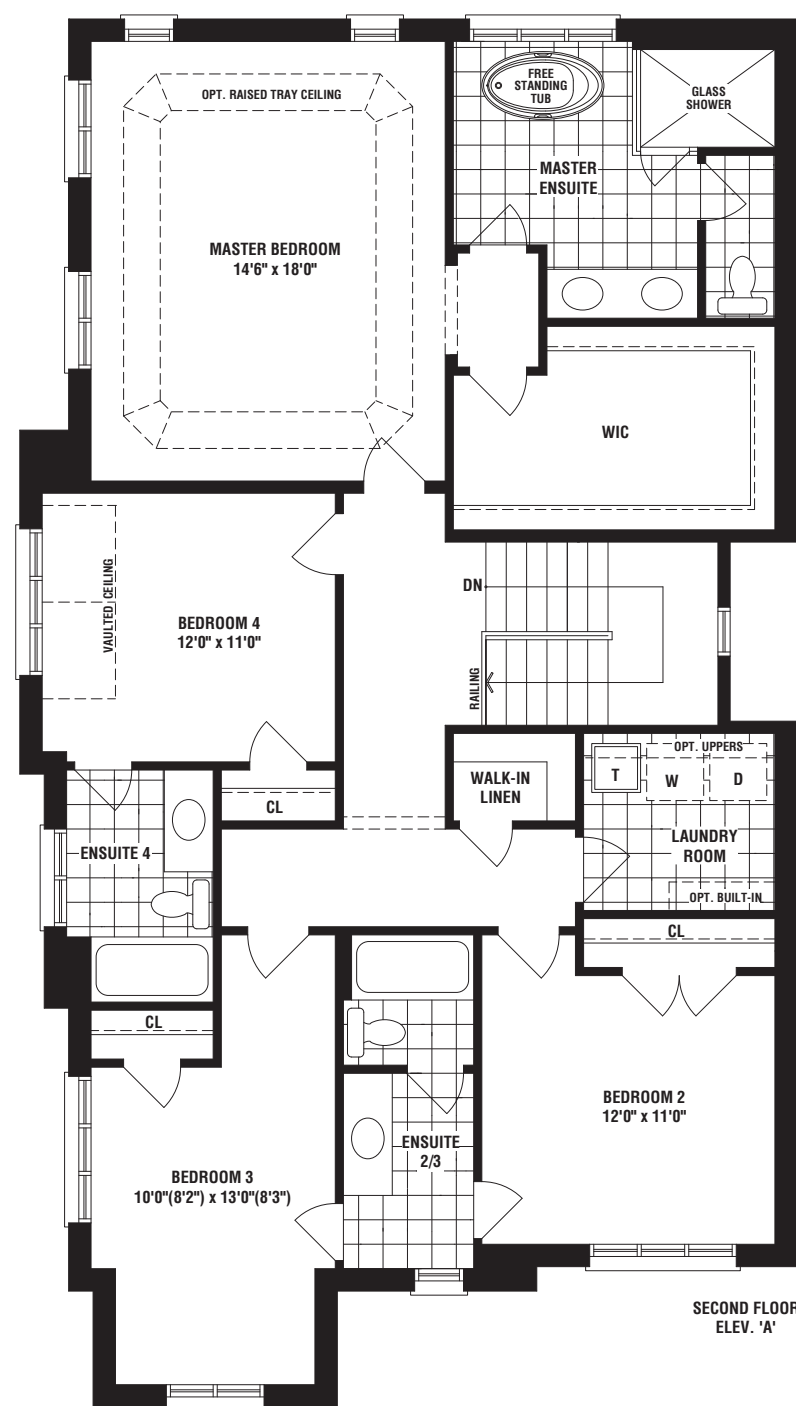 OPT. RAISED TRAY CEILING
FREE
STANDING
TUB
GLASS
SHOWER
MASTER
ENSUITE
MASTER BEDROOM
14'6" x 18'0"
WIC
VAULTED CEILING
BEDROOM 4
12'0" x 11'0"
DN
RAILING
CL
WALK-IN
LINEN
OPT. UPPERS
T
W
D
LAUNDRY
ROOM
OPT. BUILT-IN
ENSUITE 4
CL
CL
BEDROOM 2
12'0" x 11'0"
ENSUITE
2/3
BEDROOM 3
10'0"(8'2") x 13'0"(8'3")
SECOND FLOOR
ELEV. 'A'